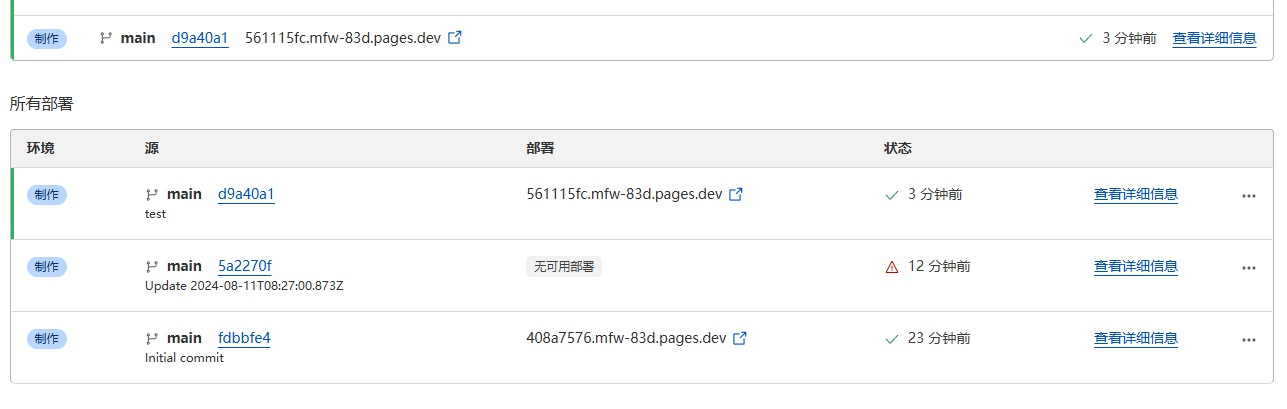 制作 main d9a40a1 561115fc.mfw-83d.pages.dev 3 分钟前 查看详细信息
所有部署
环境 源 部署 状态
制作 main d9a40a1 561115fc.mfw-83d.pages.dev 3 分钟前 查看详细信息 ...
test
制作 main 5a2270f 无可用部署 12 分钟前 查看详细信息 ...
Update 2024-08-11T08:27:00.873Z
制作 main fdbbfe4 408a7576.mfw-83d.pages.dev 23 分钟前 查看详细信息 ...
Initial commit